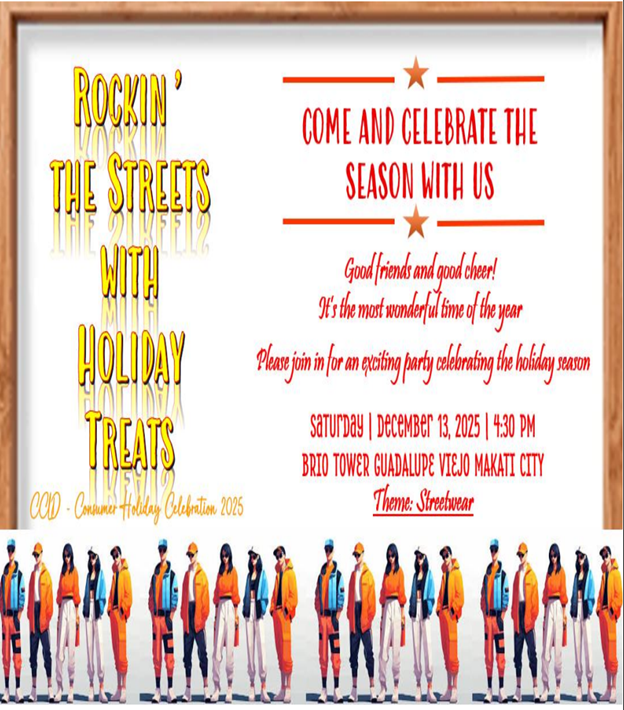 Rockin'
the Streets
with
Holiday
Treats
CCID - Consumer Holiday Celebration 2025
COME AND CELEBRATE THE
SEASON WITH US
Good friends and good cheer!
It's the most wonderful time of the year
Please join in for an exciting party celebrating the holiday season
Saturday | December 13, 2025 | 4:30 PM
BRIO TOWER GUADALUPE VIEJO MAKATI CITY
Theme: Streetwear